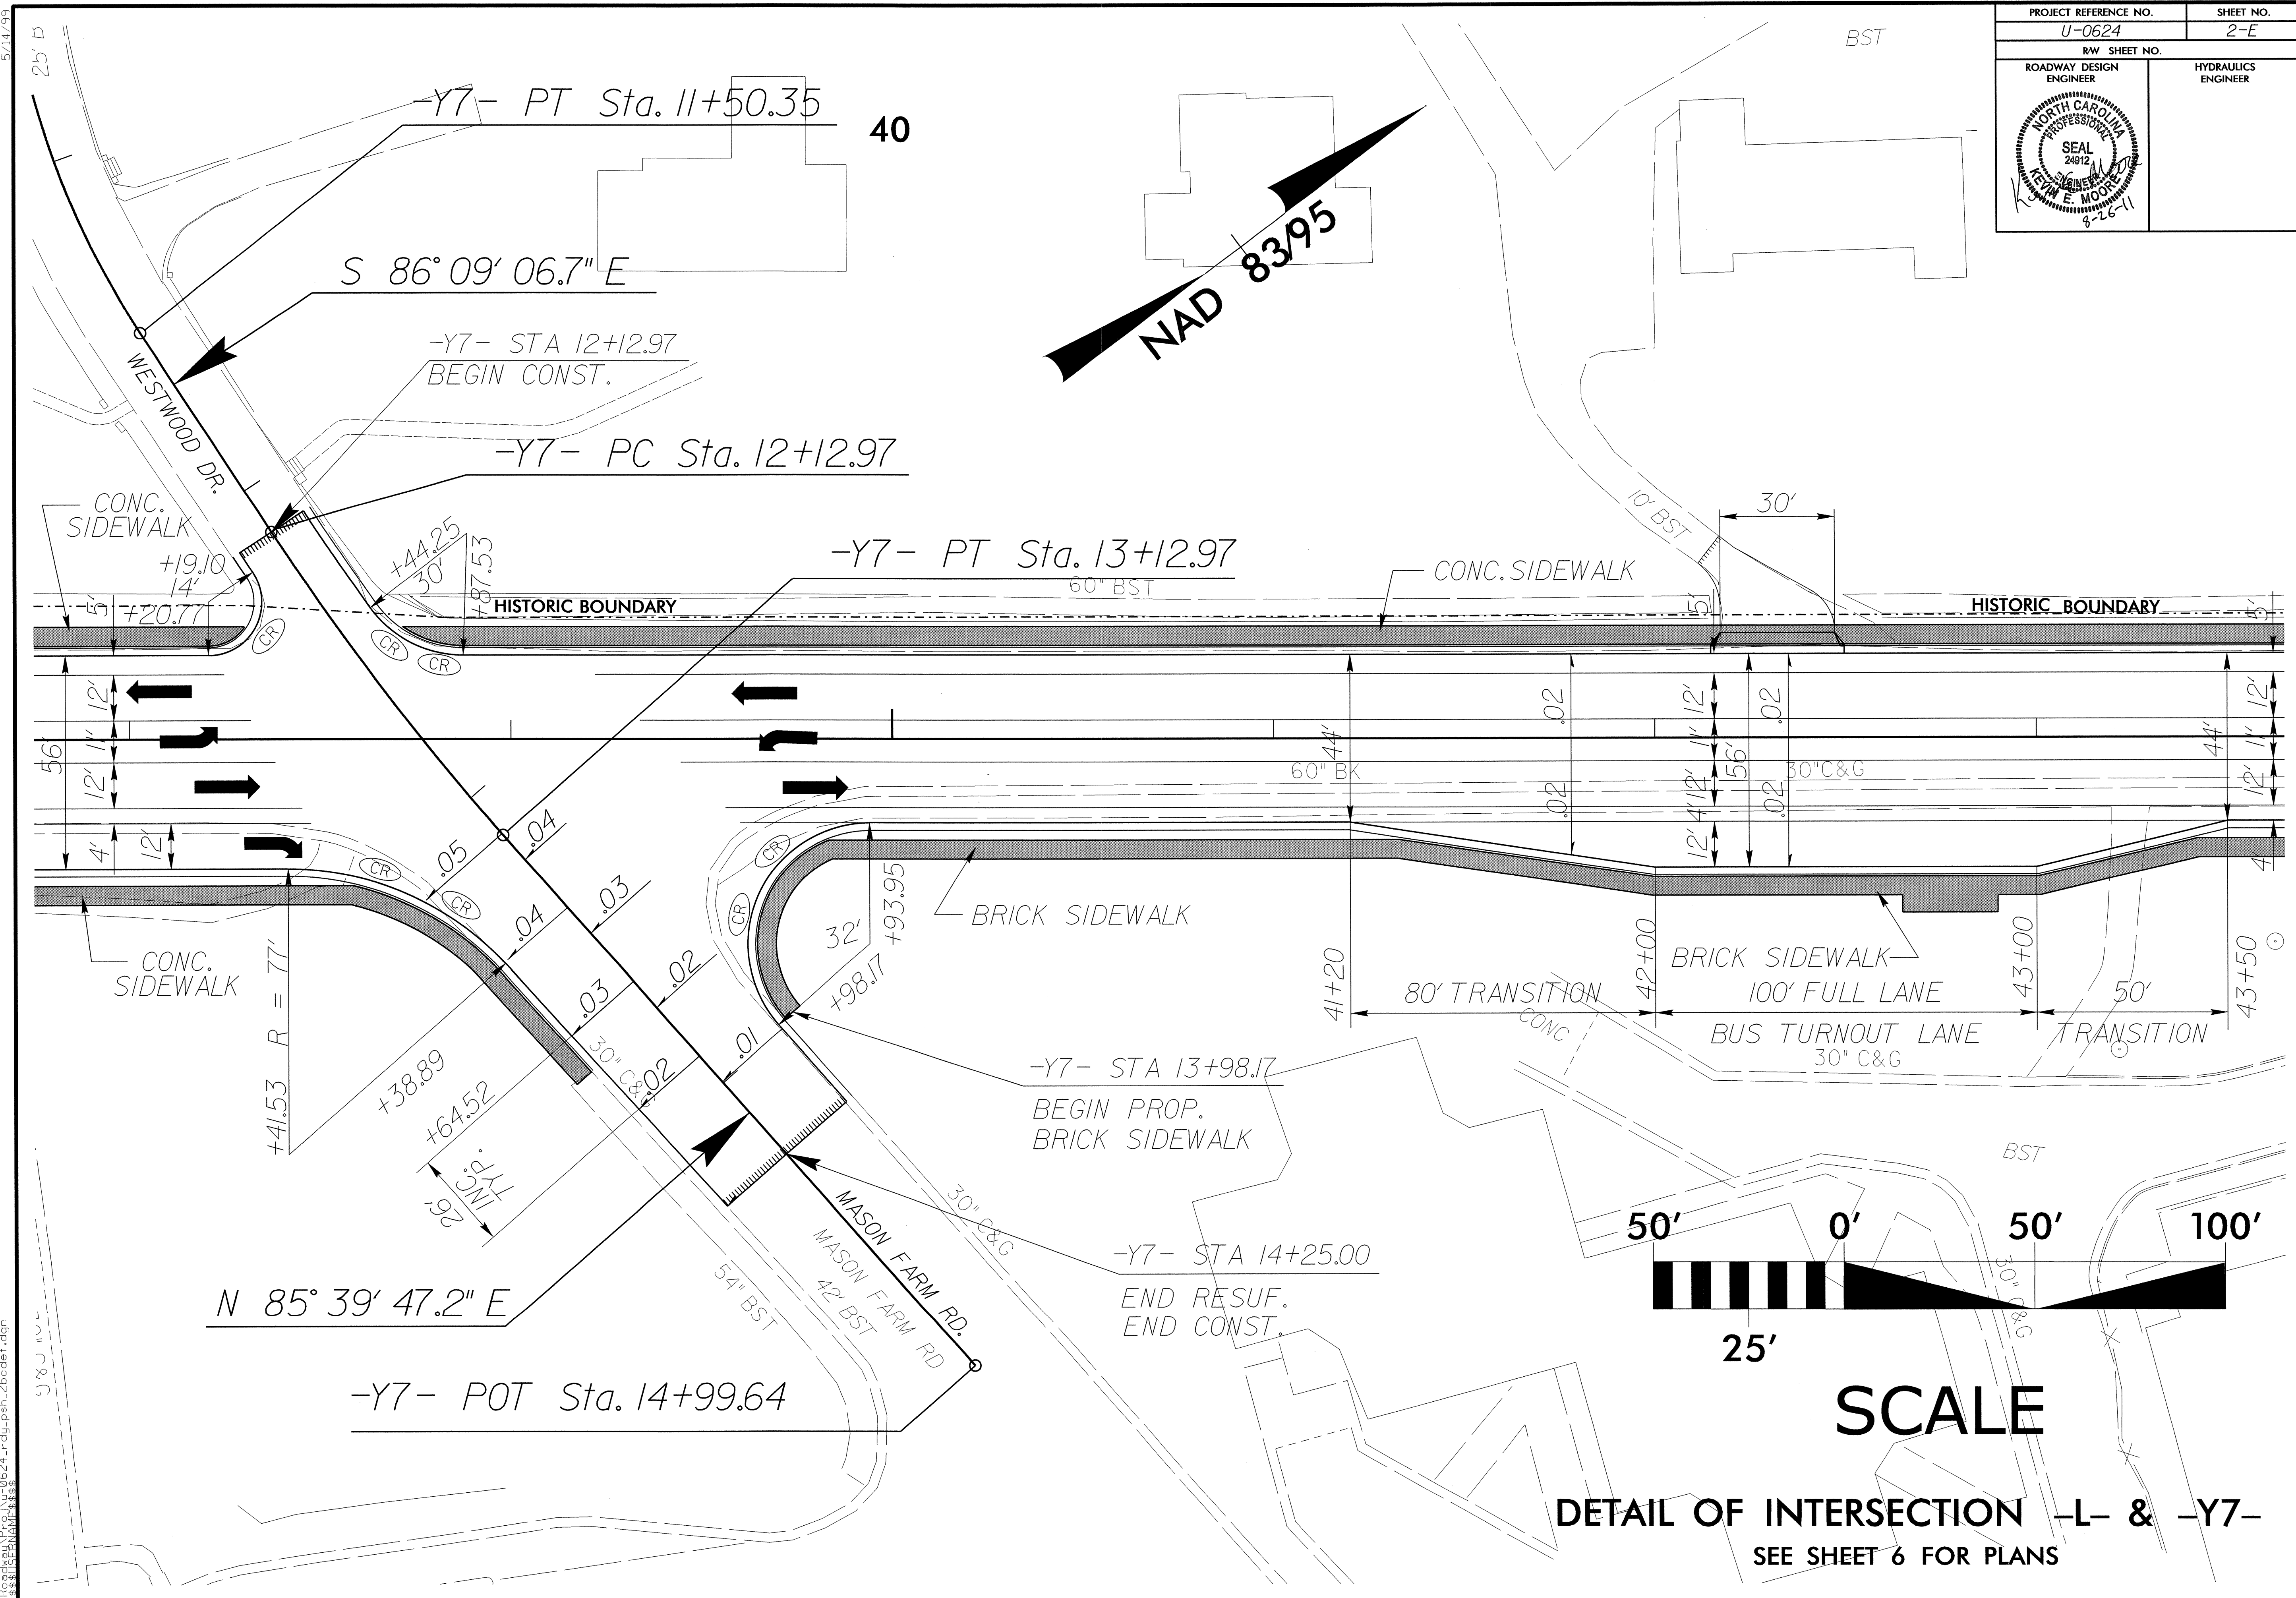 5/14/99
PROJECT REFERENCE NO.
SHEET NO.
U-0624
2-E
R/W SHEET NO.
ROADWAY DESIGN
ENGINEER
HYDRAULICS
ENGINEER
NORTH CAROLINA
PROFESSIONAL
SEAL
24912
ENGINEER
KEVIN E. MOORE
8-26-11
BST
-Y7- PT Sta. 11+50.35
40
S 86° 09' 06.7" E
NAD 83/95
-Y7- STA 12+12.97
BEGIN CONST.
WESTWOOD DR.
-Y7- PC Sta. 12+12.97
CONC.
SIDEWALK
+19.10
14'
+20.77
5'
+44.25
30'
+87.53
-Y7- PT Sta. 13+12.97
60" BST
HISTORIC BOUNDARY
CONC. SIDEWALK
10' BST
30'
5'
HISTORIC BOUNDARY
5'
CR
CR
CR
56'
12'
11'
12'
4'
12'
44'
.02
.02
12'
11'
12'
4'
12'
56'
.02
.02
44'
12'
11'
12'
4'
60" BK
30" C&G
CR
CR
CR
CR
.05
.04
.04
.03
.03
.02
.02
.01
32'
+93.95
+98.17
BRICK SIDEWALK
CONC.
SIDEWALK
+41.53 R = 77'
+38.89
+64.52
26'
INC.
TYP.
30" C&G
BRICK SIDEWALK
41+20
42+00
43+00
43+50
80' TRANSITION
100' FULL LANE
BUS TURNOUT LANE
50'
TRANSITION
CONC
30" C&G
-Y7- STA 13+98.17
BEGIN PROP.
BRICK SIDEWALK
BST
30" C&G
MASON FARM RD.
MASON FARM RD
42' BST
54" BST
-Y7- STA 14+25.00
END RESUF.
END CONST.
N 85° 39' 47.2" E
-Y7- POT Sta. 14+99.64
50'
0'
50'
100'
25'
30" C&G
SCALE
DETAIL OF INTERSECTION -L- & -Y7-
SEE SHEET 6 FOR PLANS